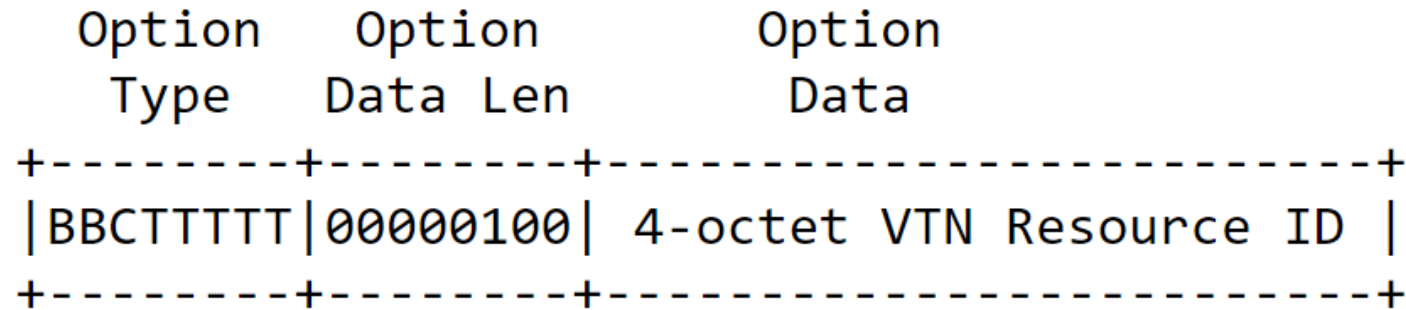 Option Option Option
Type Data Len Data
+--------+--------+-------------------------+
|BBCTTTTT|00000100| 4-octet VTN Resource ID |
+--------+--------+-------------------------+